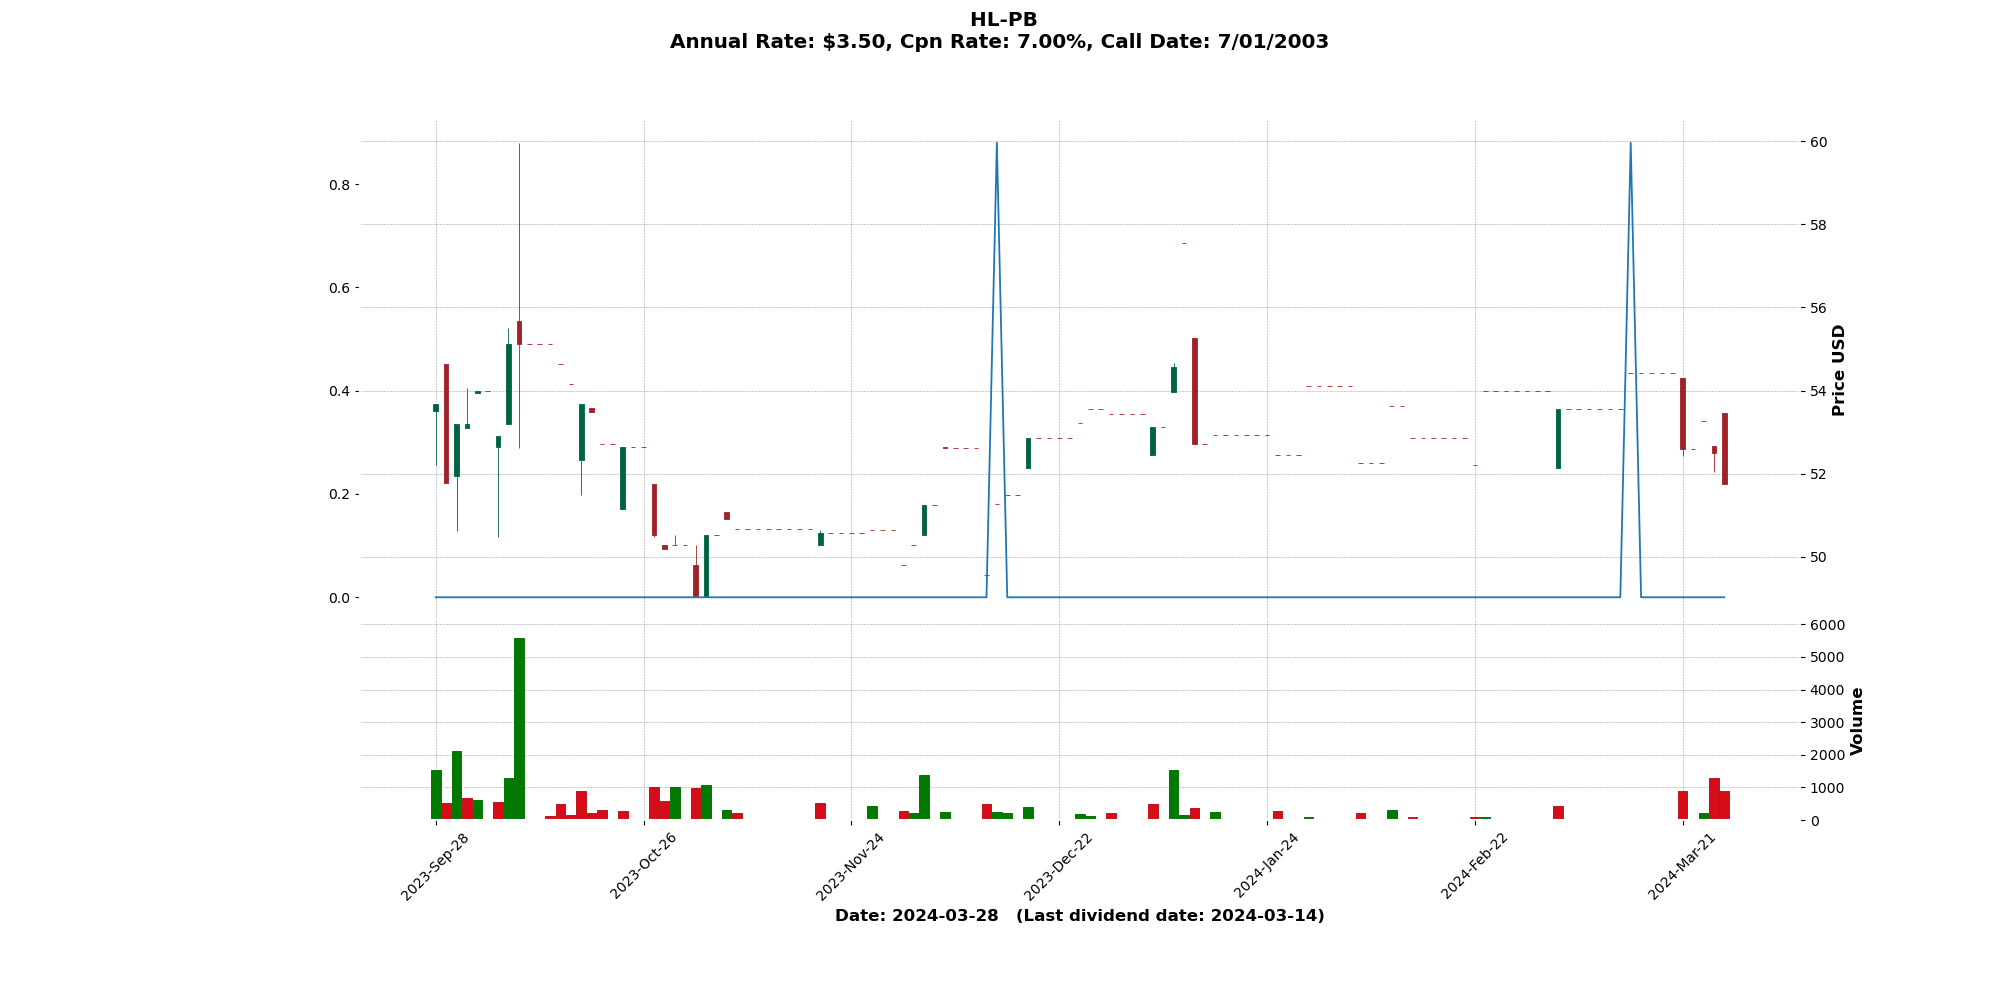 HL-PB
Annual Rate: $3.50, Cpn Rate: 7.00%, Call Date: 7/01/2003
0.8
0.6
0.4
0.2
0.0
60
58
56
54
52
50
Price USD
6000
5000
4000
3000
2000
1000
0
Volume
2023-Sep-28
2023-Oct-26
2023-Nov-24
2023-Dec-22
2024-Jan-24
2024-Feb-22
2024-Mar-21
Date: 2024-03-28   (Last dividend date: 2024-03-14)